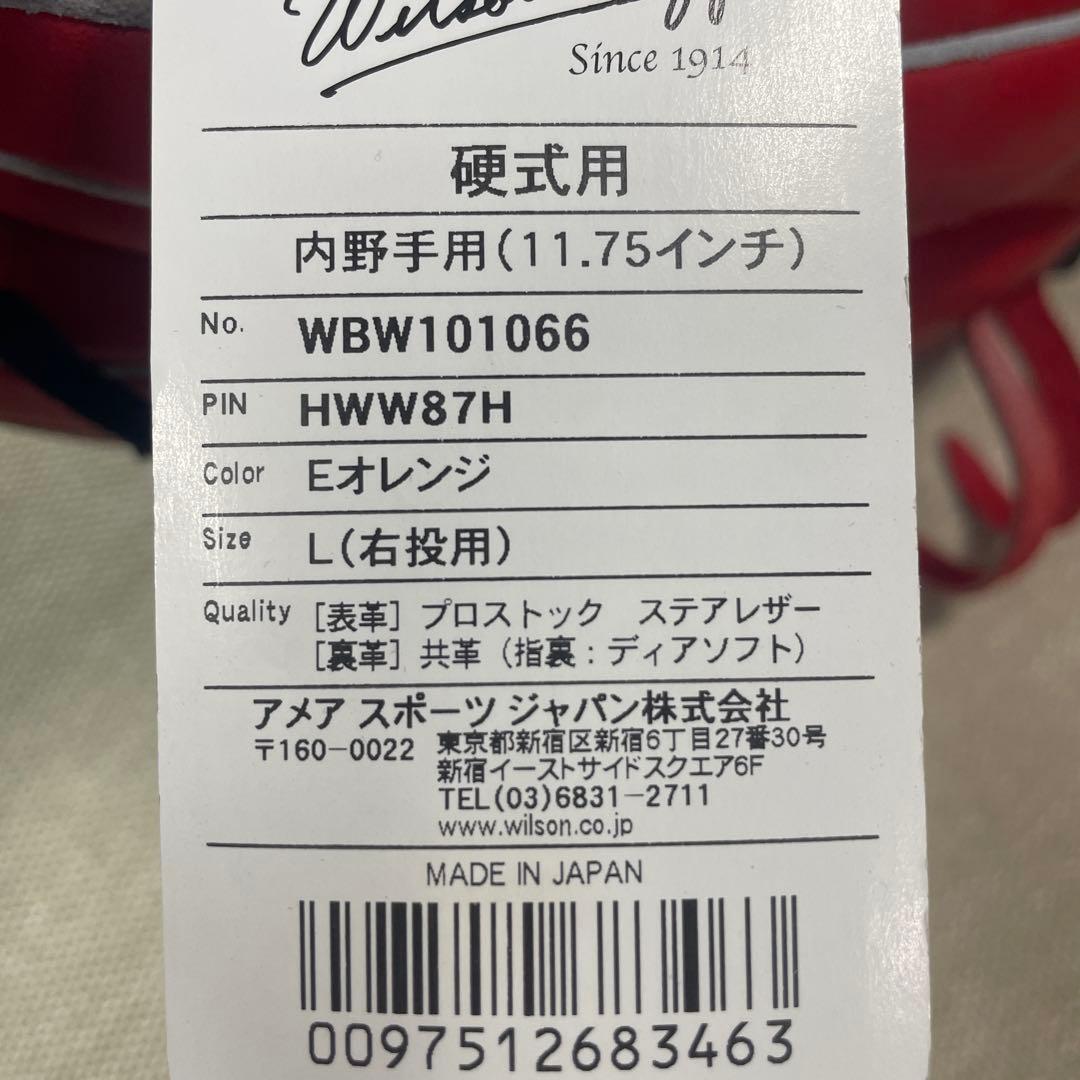 Wilson
Since 1914
硬式用
内野手用(11.75インチ)
No. WBW101066
PIN HWW87H
Color Eオレンジ
Size L(右投用)
Quality [表革] プロストック ステアレザー
[裏革] 共革 (指裏:ディアソフト)
アメア スポーツ ジャパン株式会社
〒160-0022 東京都新宿区新宿6丁目27番30号
新宿イーストサイドスクエア6F
TEL(03)6831-2711
www.wilson.co.jp
MADE IN JAPAN
0097512683463